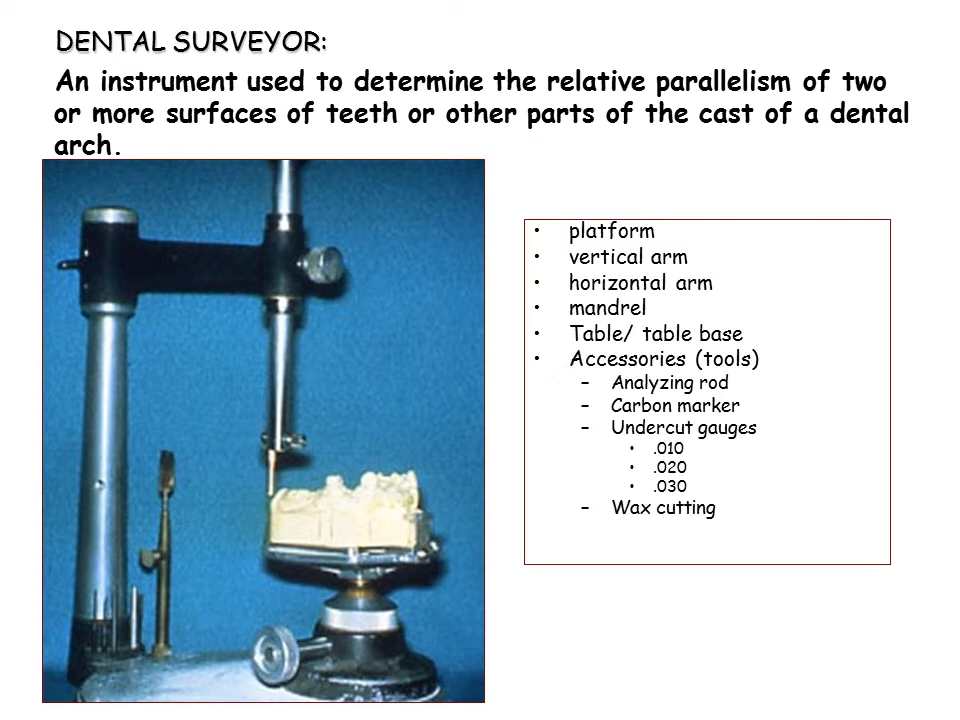 DENTAL SURVEYOR:
An instrument used to determine the relative parallelism of two
or more surfaces of teeth or other parts of the cast of a dental
arch.
• platform
• vertical arm
• horizontal arm
• mandrel
• Table/ table base
• Accessories (tools)
– Analyzing rod
– Carbon marker
– Undercut gauges
• .010
• .020
• .030
– Wax cutting